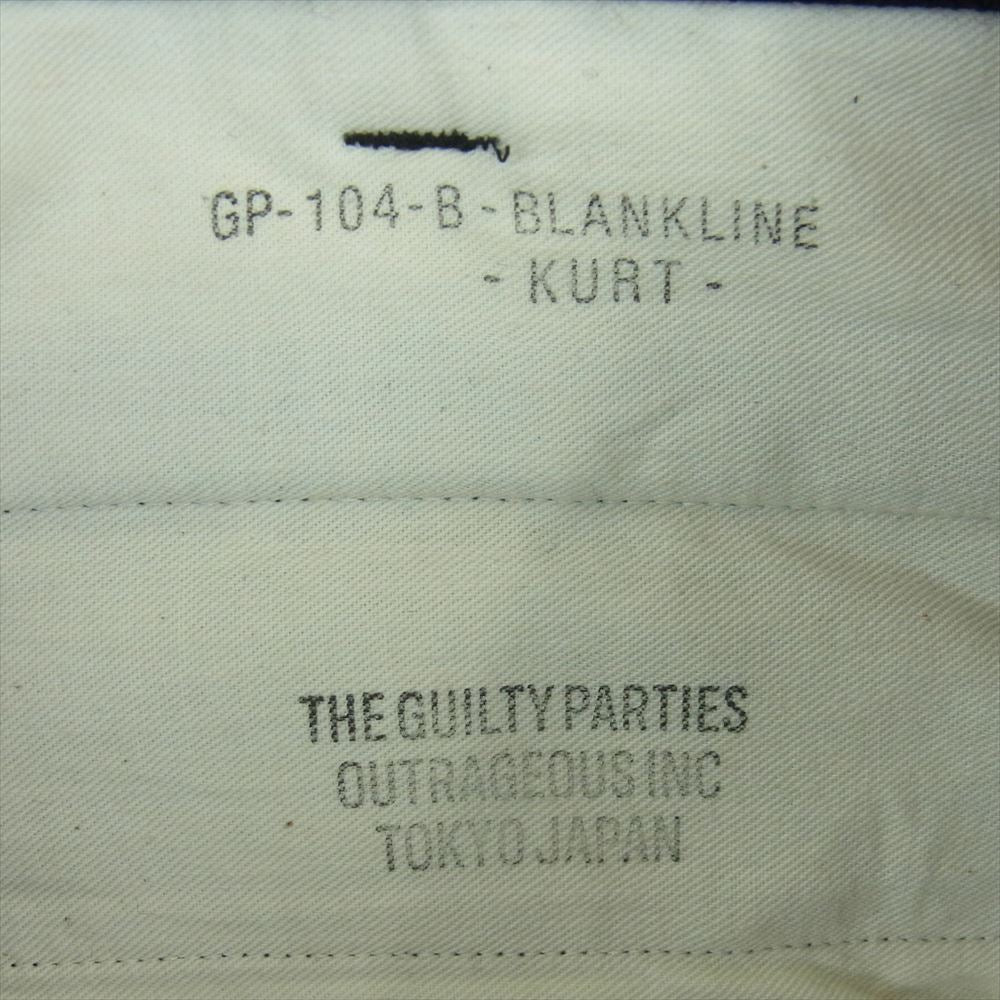 GP-104-B-BLANKLINE
- KURT -
THE GUILTY PARTIES
OUTRAGEOUS INC
TOKYO JAPAN